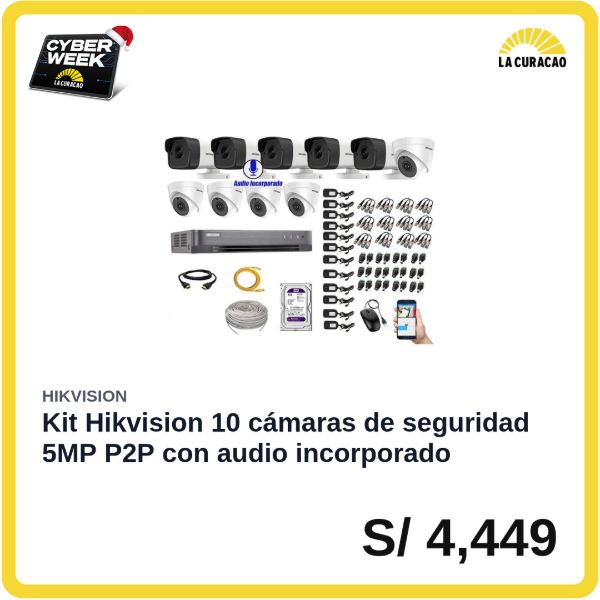 CYBER
WEEK
LA CURACAO
LA CURACAO
Audio incorporado
HIKVISION
Kit Hikvision 10 cámaras de seguridad
5MP P2P con audio incorporado
S/ 4,449